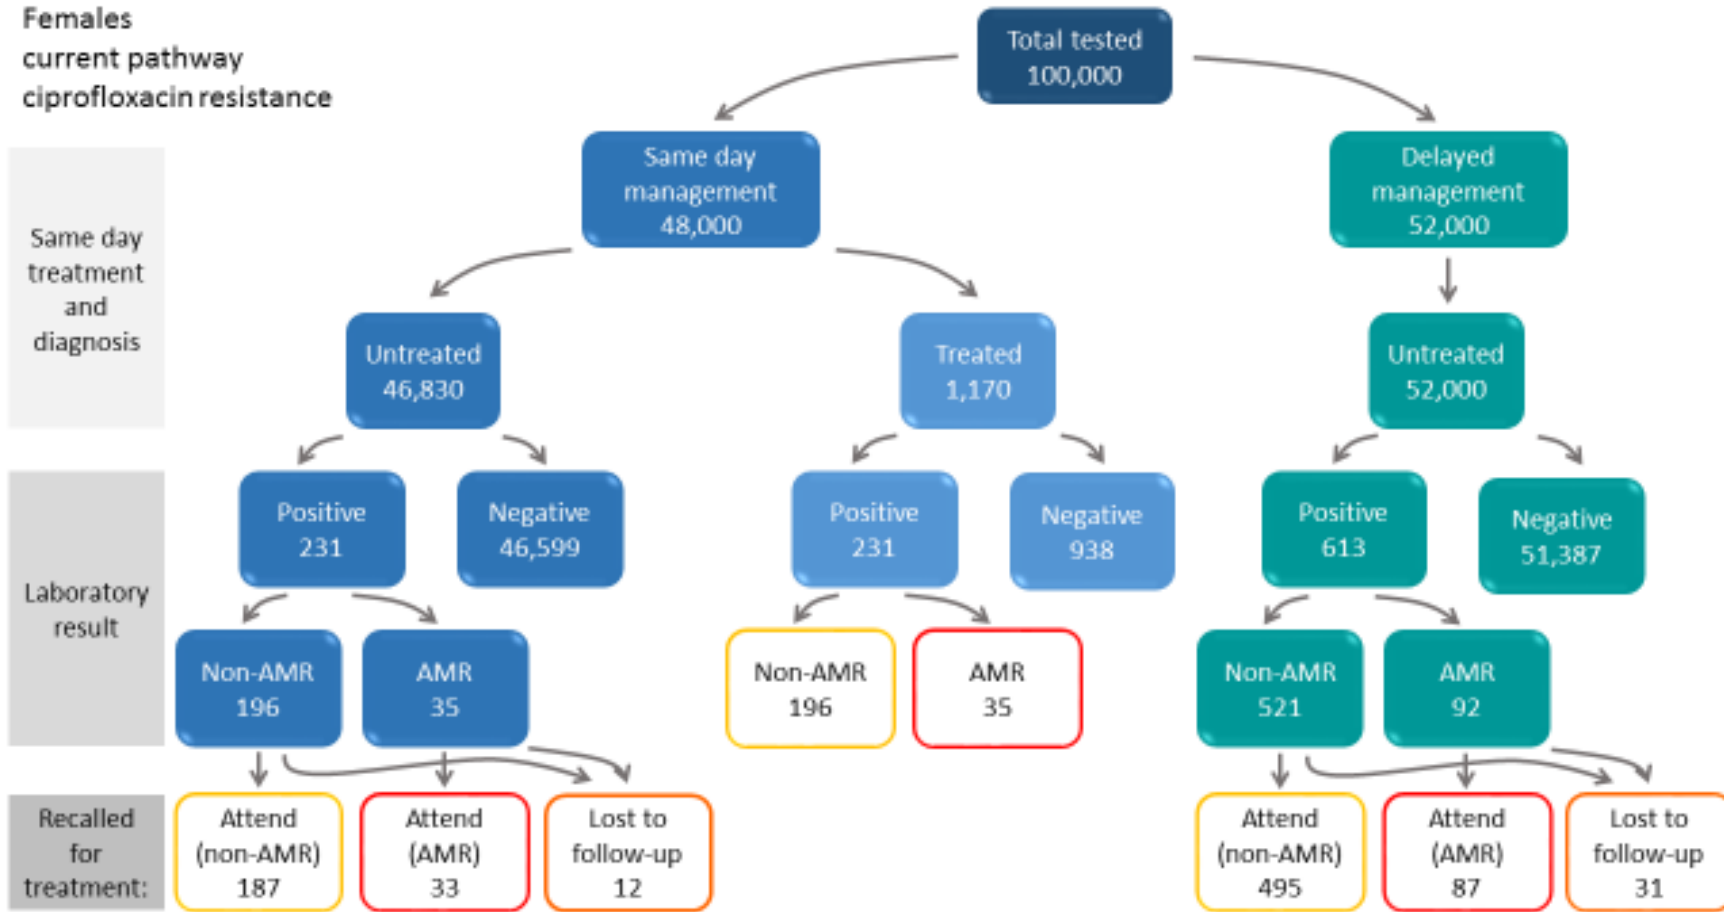 Females
current pathway
ciprofloxacin resistance
Total tested
100,000
Same day
management
48,000
Delayed
management
52,000
Same day
treatment
and
diagnosis
Untreated
46,830
Treated
1,170
Untreated
52,000
Laboratory
result
Positive
231
Negative
46,599
Positive
231
Negative
938
Positive
613
Negative
51,387
Non-AMR
196
AMR
35
Non-AMR
196
AMR
35
Non-AMR
521
AMR
92
Recalled
for
treatment:
Attend
(non-AMR)
187
Attend
(AMR)
33
Lost to
follow-up
12
Attend
(non-AMR)
495
Attend
(AMR)
87
Lost to
follow-up
31